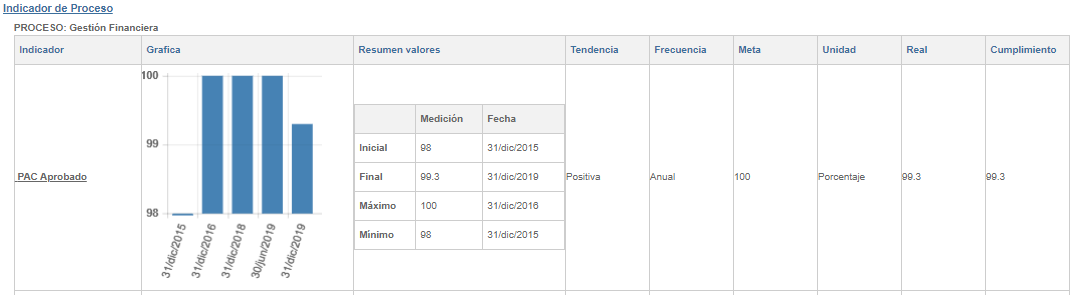 Indicador de Proceso
PROCESO: Gestión Financiera
Indicador Grafica Resumen valores Tendencia Frecuencia Meta Unidad Real Cumplimiento
PAC Aprobado
100
99
98
31/dic/2015 31/dic/2016 31/dic/2018 30/jun/2019 31/dic/2019
Medición Fecha
Inicial 98 31/dic/2015
Final 99.3 31/dic/2019
Máximo 100 31/dic/2016
Mínimo 98 31/dic/2015
Positiva Anual 100 Porcentaje 99.3 99.3